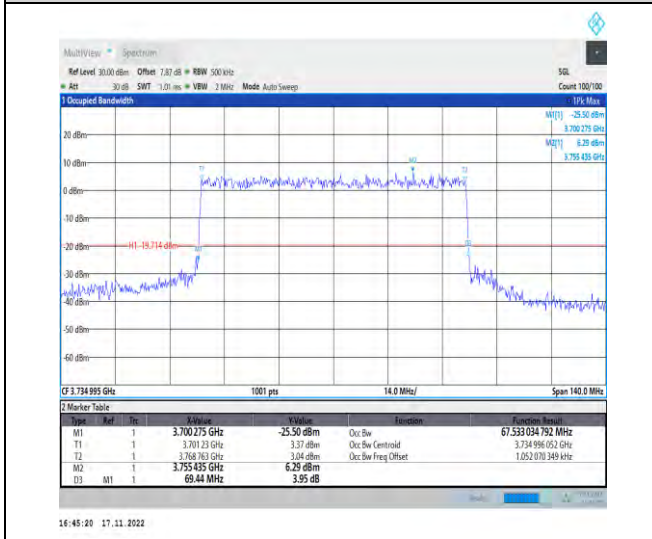 MultiView Spectrum
Ref Level 30.00 dBm Offset 7.87 dB RBW 500 kHz SGL
Att 30 dB SWT 1.01 ms VBW 2 MHz Mode Auto Sweep Count 100/100
1 Occupied Bandwidth 1Pk Max
M1[1] -25.50 dBm
3.700 275 GHz
M2[1] 6.29 dBm
3.755 435 GHz
20 dBm
10 dBm
0 dBm
-10 dBm
-20 dBm
H1 -19.714 dBm
-30 dBm
-40 dBm
-50 dBm
-60 dBm
T1
M2
T2
CF 3.734 995 GHz 1001 pts 14.0 MHz/ Span 140.0 MHz
2 Marker Table
Type Ref Trc X-Value Y-Value Function Function Result
M1 1 3.700 275 GHz -25.50 dBm Occ Bw 67.533 034 792 MHz
T1 1 3.701 23 GHz 3.37 dBm Occ Bw Centroid 3.734 996 052 GHz
T2 1 3.768 763 GHz 3.04 dBm Occ Bw Freq Offset 1.052 070 349 kHz
M2 1 3.755 435 GHz 6.29 dBm
D3 M1 1 69.44 MHz 3.95 dB
16:45:20 17.11.2022